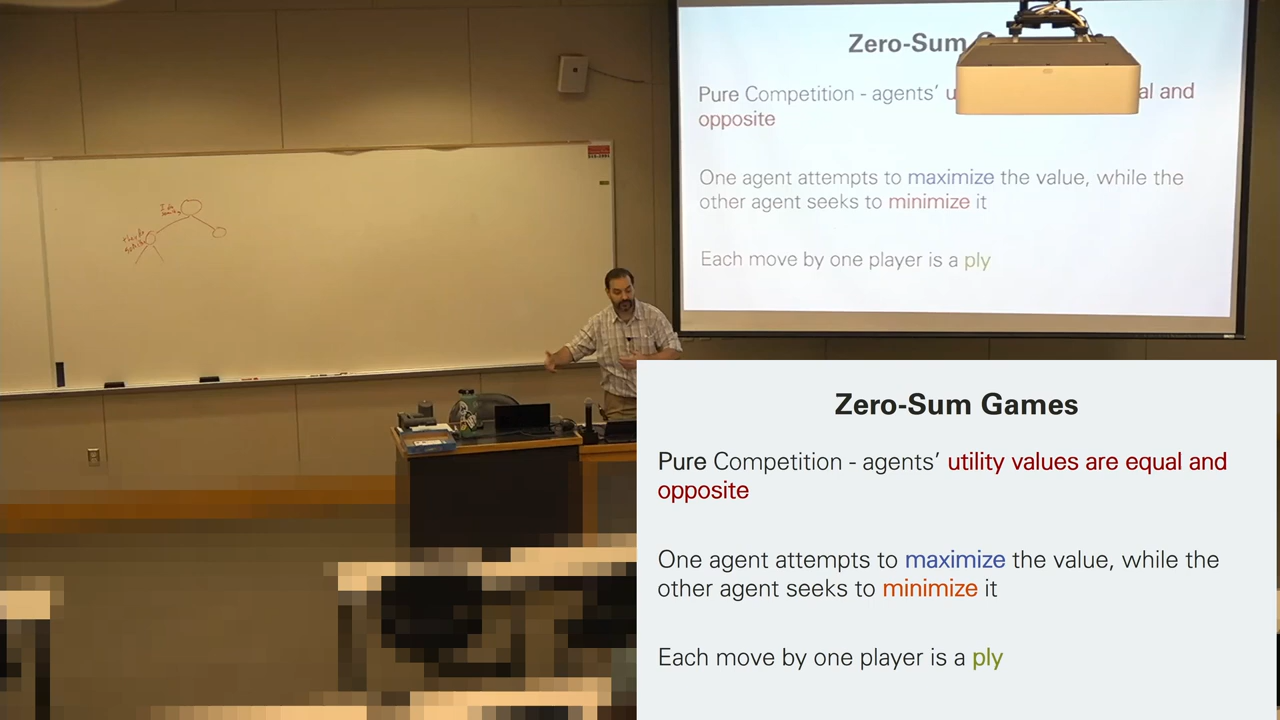 Zero-Sum
Pure Competition - agents' al and
opposite
One agent attempts to maximize the value, while the
other agent seeks to minimize it
Each move by one player is a ply
Zero-Sum Games
Pure Competition - agents' utility values are equal and
opposite
One agent attempts to maximize the value, while the
other agent seeks to minimize it
Each move by one player is a ply